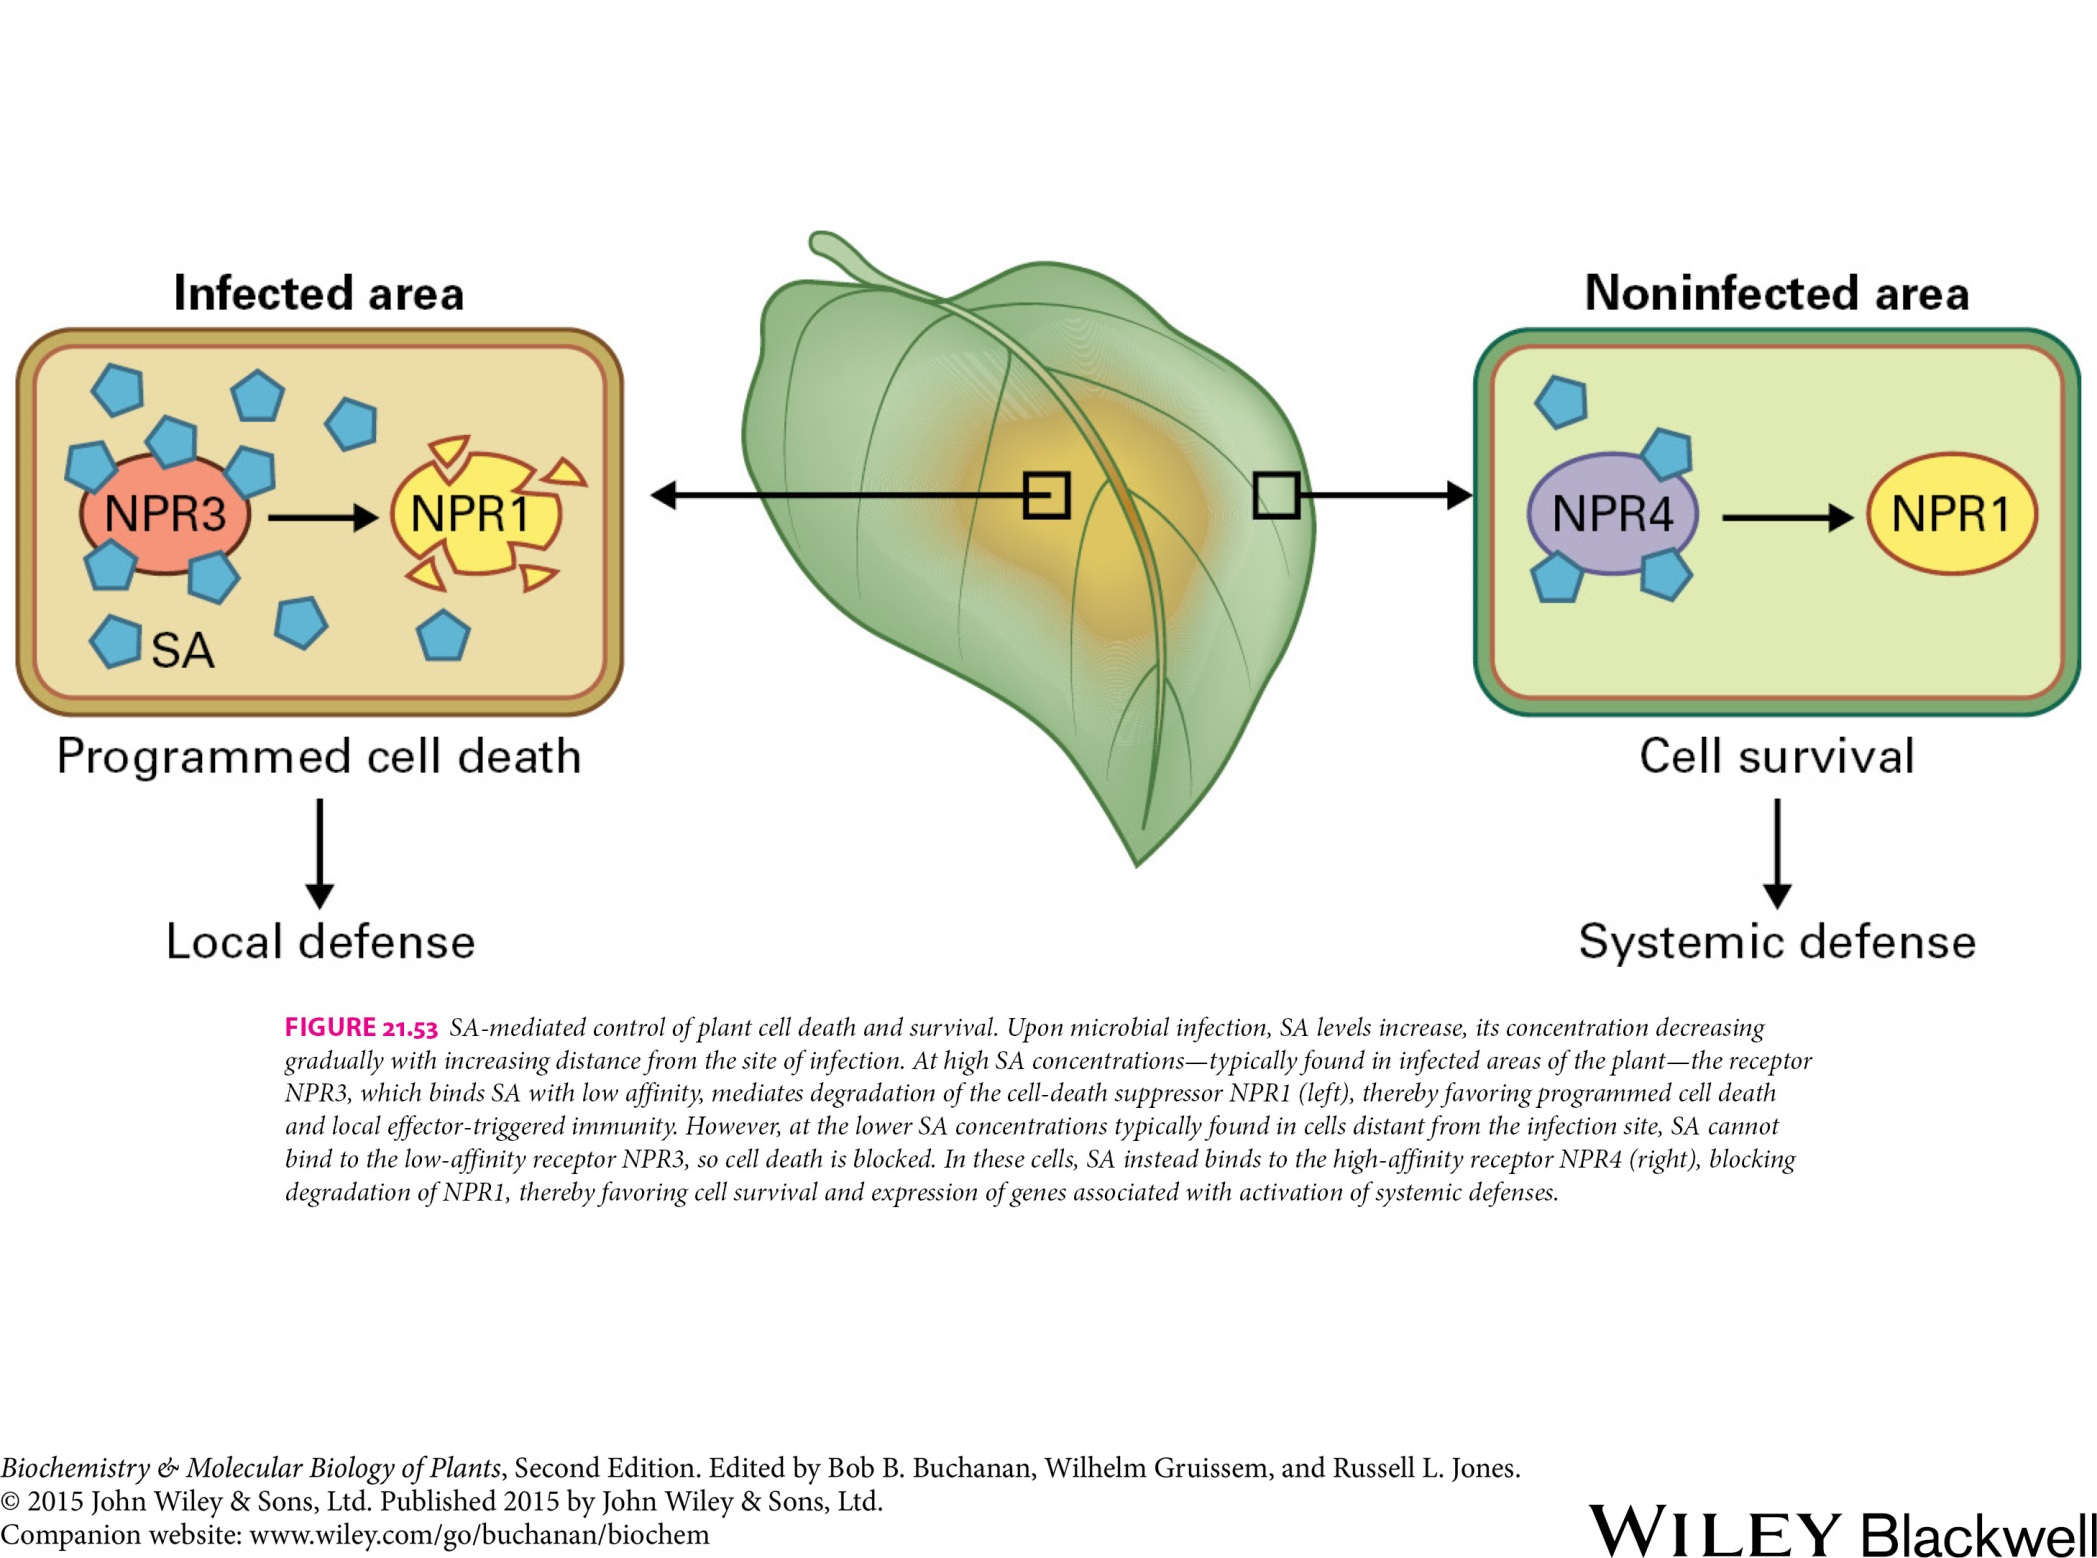 Infected area
NPR3
NPR1
SA
Programmed cell death
Local defense
Noninfected area
NPR4
NPR1
Cell survival
Systemic defense
FIGURE 21.53 SA-mediated control of plant cell death and survival. Upon microbial infection, SA levels increase, its concentration decreasing
gradually with increasing distance from the site of infection. At high SA concentrations—typically found in infected areas of the plant—the receptor
NPR3, which binds SA with low affinity, mediates degradation of the cell-death suppressor NPR1 (left), thereby favoring programmed cell death
and local effector-triggered immunity. However, at the lower SA concentrations typically found in cells distant from the infection site, SA cannot
bind to the low-affinity receptor NPR3, so cell death is blocked. In these cells, SA instead binds to the high-affinity receptor NPR4 (right), blocking
degradation of NPR1, thereby favoring cell survival and expression of genes associated with activation of systemic defenses.
Biochemistry & Molecular Biology of Plants, Second Edition. Edited by Bob B. Buchanan, Wilhelm Gruissem, and Russell L. Jones.
© 2015 John Wiley & Sons, Ltd. Published 2015 by John Wiley & Sons, Ltd.
Companion website: www.wiley.com/go/buchanan/biochem
WILEY Blackwell